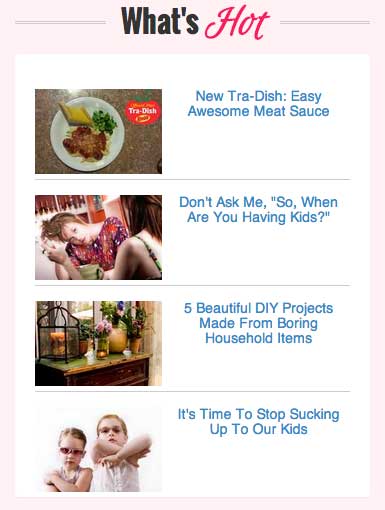 What's Hot
New Tra-Dish: Easy
Awesome Meat Sauce
Tra-Dish
Don't Ask Me, "So, When
Are You Having Kids?"
5 Beautiful DIY Projects
Made From Boring
Household Items
It's Time To Stop Sucking
Up To Our Kids